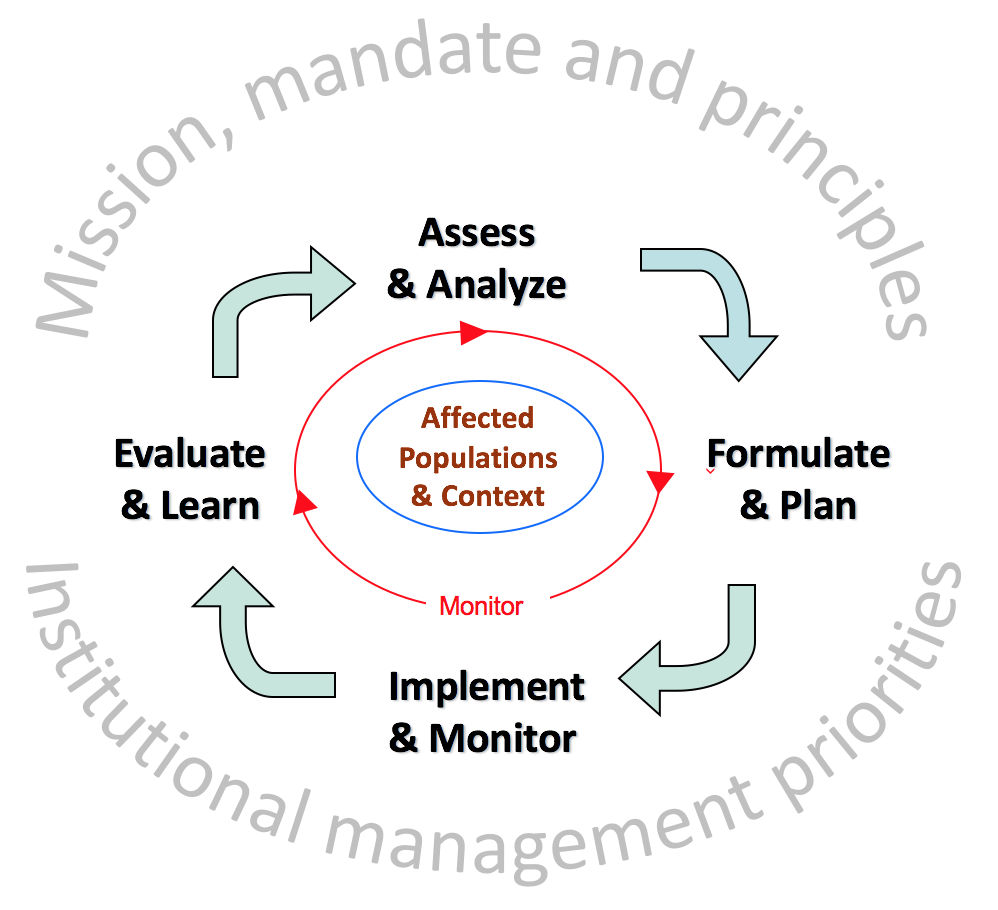 Mission, mandate and principles
Assess
& Analyze
Affected
Populations
& Context
Evaluate
& Learn
Formulate
& Plan
Monitor
Implement
& Monitor
Institutional management priorities